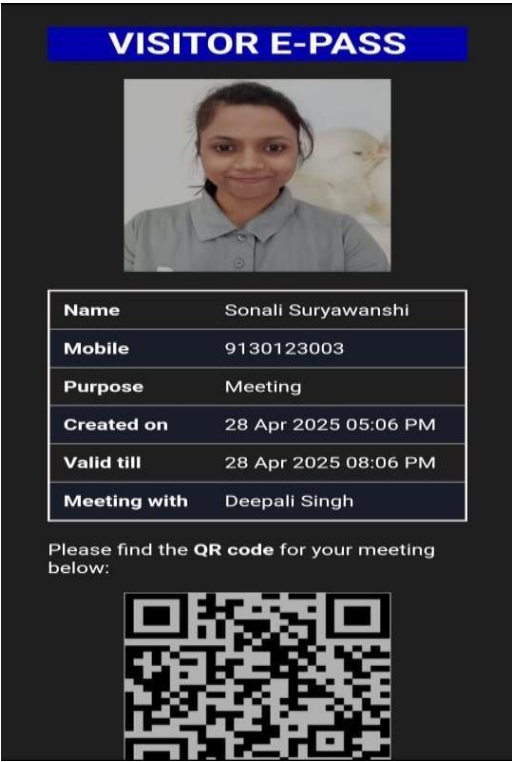 VISITOR E-PASS
Name Sonali Suryawanshi
Mobile 9130123003
Purpose Meeting
Created on 28 Apr 2025 05:06 PM
Valid till 28 Apr 2025 08:06 PM
Meeting with Deepali Singh
Please find the QR code for your meeting
below: